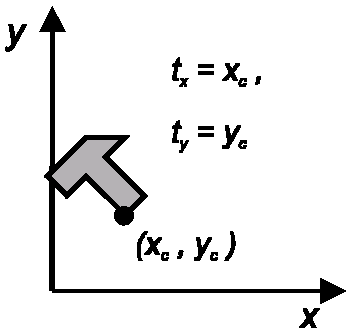 y
tx = xc ,
ty = yc
(xc , yc )
x